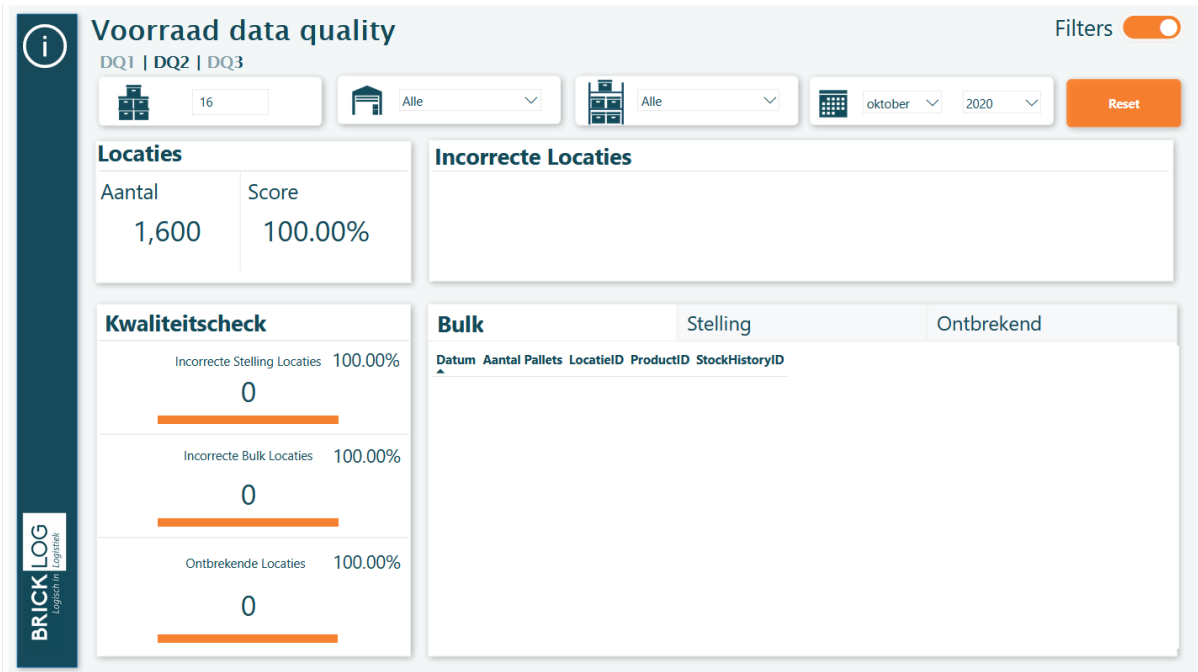 i
Voorraad data quality
Filters
DQ1 | DQ2 | DQ3
16
Alle
Alle
oktober
2020
Reset
Locaties
Aantal
Score
1,600
100.00%
Incorrecte Locaties
Kwaliteitscheck
Incorrecte Stelling Locaties 100.00%
0
Incorrecte Bulk Locaties 100.00%
0
Ontbrekende Locaties 100.00%
0
Bulk
Stelling
Ontbrekend
Datum Aantal Pallets LocatieID ProductID StockHistoryID
BRICKLOG
Logisch in Logistiek